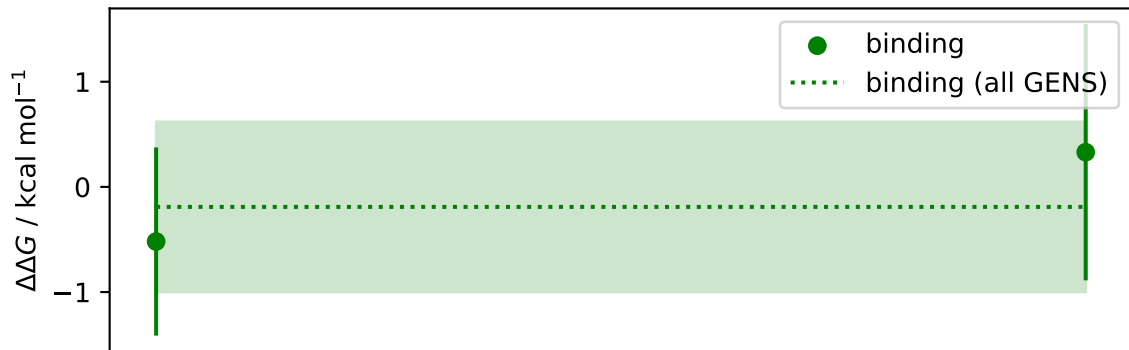 binding
binding (all GENS)
1
0
−1
ΔΔG / kcal mol⁻¹